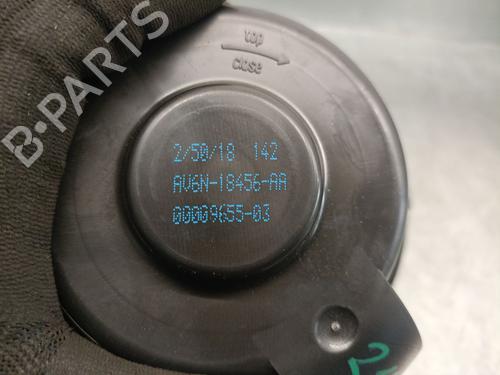 top
close
2/50/18 142
AV6N-18456-AA
00009655-03
B-PARTS